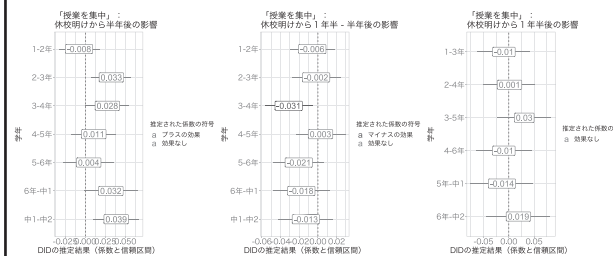 「授業を集中」：
休校明けから半年後の影響
1-2年
-0.008
2-3年
0.033
3-4年
0.028
4-5年
0.011
5-6年
0.004
6年-中1
0.032
中1-中2
0.039
学年
-0.025 0.000 0.025 0.050
DIDの推定結果（係数と信頼区間）
推定された係数の符号
a プラスの効果
a 効果なし
「授業を集中」：
休校明けから１年半 - 半年後の影響
1-2年
-0.006
2-3年
-0.002
3-4年
-0.031
4-5年
0.003
5-6年
-0.021
6年-中1
-0.018
中1-中2
-0.013
学年
-0.06 -0.04 -0.02 0.00 0.02
DIDの推定結果（係数と信頼区間）
推定された係数の符号
a マイナスの効果
a 効果なし
「授業を集中」：
休校明けから１年半後の影響
1-3年
-0.01
2-4年
0.001
3-5年
0.03
4-6年
-0.01
5年-中1
-0.014
6年-中2
0.019
学年
-0.05 0.00 0.05
DIDの推定結果（係数と信頼区間）
推定された係数の
a プラスの効果
a 効果なし